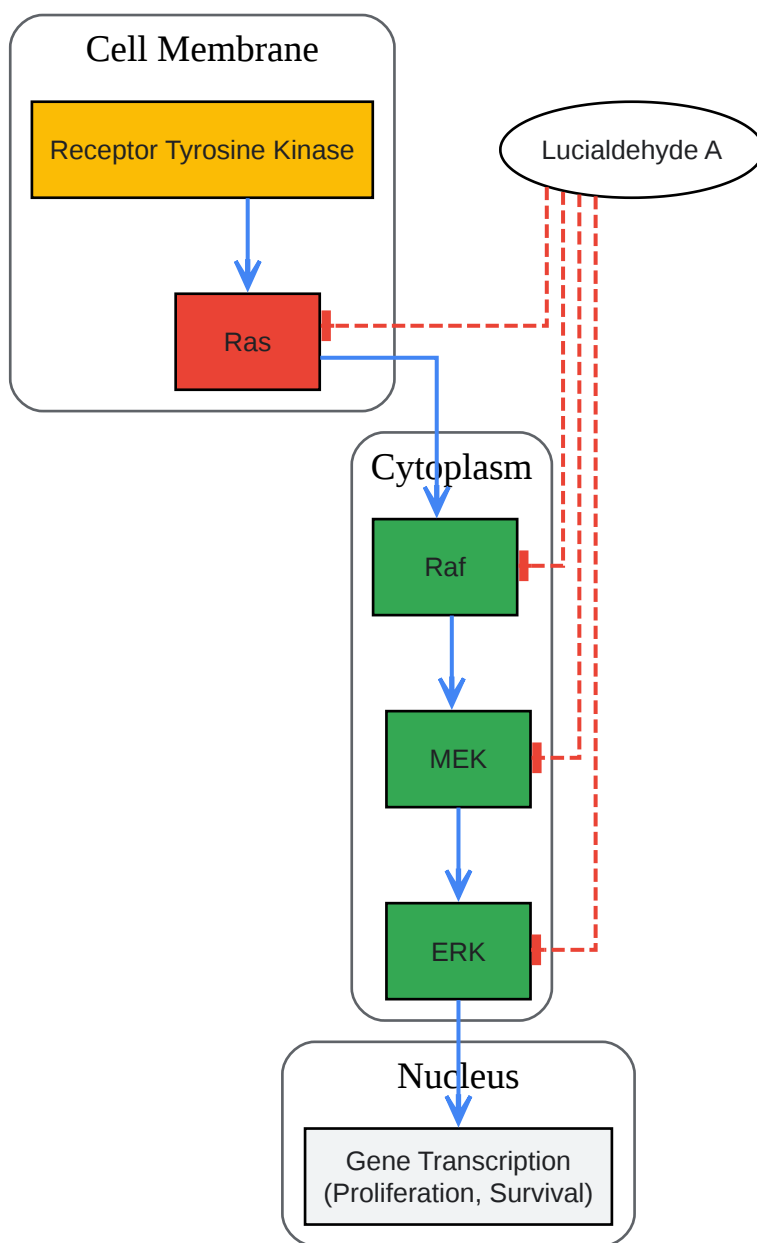 Cell Membrane
Receptor Tyrosine Kinase
Lucialdehyde A
Ras
Cytoplasm
Raf
MEK
ERK
Nucleus
Gene Transcription
(Proliferation, Survival)